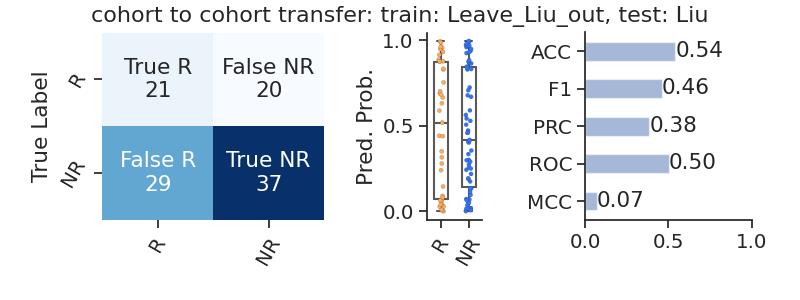 cohort to cohort transfer: train: Leave_Liu_out, test: Liu
True Label
R
NR
True R
21
False NR
20
False R
29
True NR
37
R
NR
Pred. Prob.
1.0
0.5
0.0
R
NR
ACC
0.54
F1
0.46
PRC
0.38
ROC
0.50
MCC
0.07
0.0
0.5
1.0